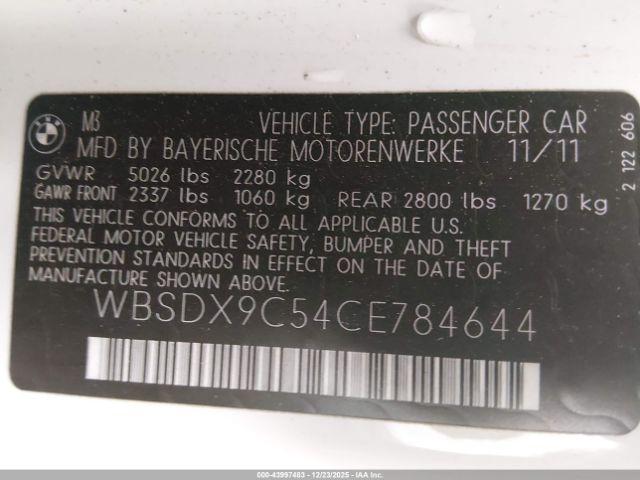 BMW
M3 VEHICLE TYPE: PASSENGER CAR
MFD BY BAYERISCHE MOTORENWERKE 11/11
GVWR 5026 lbs 2280 kg
GAWR FRONT 2337 lbs 1060 kg REAR 2800 lbs 1270 kg
THIS VEHICLE CONFORMS TO ALL APPLICABLE U.S.
FEDERAL MOTOR VEHICLE SAFETY, BUMPER AND THEFT
PREVENTION STANDARDS IN EFFECT ON THE DATE OF
MANUFACTURE SHOWN ABOVE.
WBSDX9C54CE784644
2 122 606
000-43997483 - 12/23/2025 - IAA Inc.